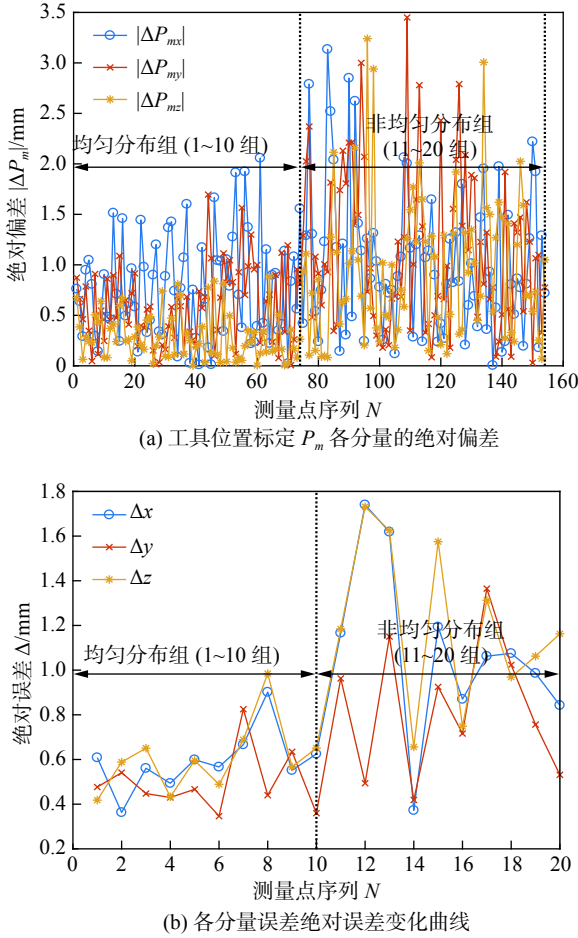 3.5
3.0
2.5
2.0
1.5
1.0
0.5
0
绝对偏差 |ΔPm|/mm
|ΔPmx|
|ΔPmy|
|ΔPmz|
均匀分布组 (1~10 组)
非均匀分布组
(11~20 组)
0 20 40 60 80 100 120 140 160
测量点序列 N
(a) 工具位置标定 Pm 各分量的绝对偏差
1.8
1.6
1.4
1.2
1.0
0.8
0.6
0.4
0.2
绝对误差 Δ/mm
Δx
Δy
Δz
均匀分布组 (1~10 组)
非均匀分布组
(11~20 组)
0 2 4 6 8 10 12 14 16 18 20
测量点序列 N
(b) 各分量误差绝对误差变化曲线